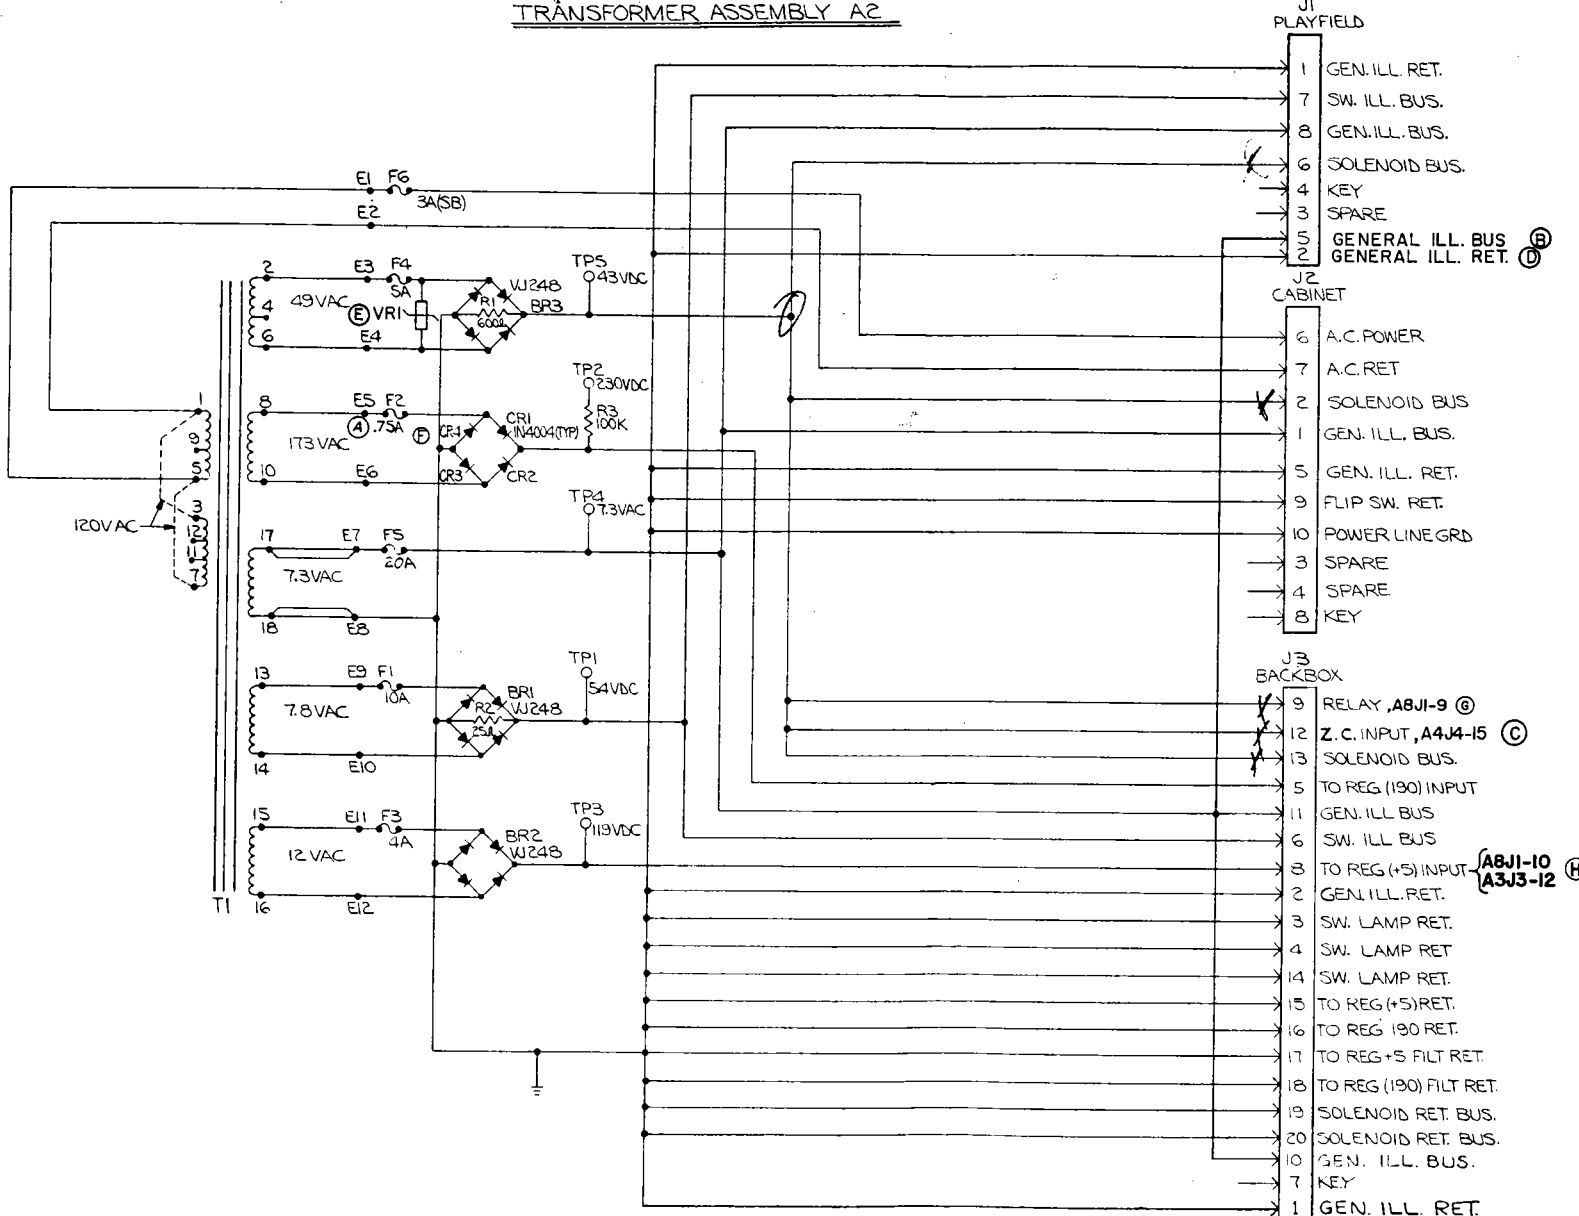 TRANSFORMER ASSEMBLY A2
J1
PLAYFIELD
1 GEN. ILL. RET.
7 SW. ILL. BUS.
8 GEN. ILL. BUS.
6 SOLENOID BUS.
4 KEY
3 SPARE
5 GENERAL ILL. BUS B
2 GENERAL ILL. RET. D
J2
CABINET
6 A.C. POWER
7 A.C. RET
2 SOLENOID BUS
1 GEN. ILL. BUS.
5 GEN. ILL. RET.
9 FLIP SW. RET.
10 POWER LINE GRD
3 SPARE
4 SPARE
8 KEY
J3
BACKBOX
9 RELAY, A8J1-9 G
12 Z.C. INPUT, A4J4-15 C
13 SOLENOID BUS.
5 TO REG (190) INPUT
11 GEN. ILL BUS
6 SW. ILL BUS
8 TO REG (+5) INPUT
A8J1-10
A3J3-12
H
2 GEN. ILL. RET.
3 SW. LAMP RET.
4 SW. LAMP RET
14 SW. LAMP RET.
15 TO REG (+5) RET.
16 TO REG 190 RET.
17 TO REG +5 FILT RET.
18 TO REG (190) FILT RET.
19 SOLENOID RET. BUS.
20 SOLENOID RET. BUS.
10 GEN. ILL. BUS.
7 KEY
1 GEN. ILL. RET.
E1 F6
3A(SB)
E2
2 E3 F4
5A
49VAC
4
E VR1
6 E4
R1
600Ω
VJ248
BR3
TP5
43VDC
8 E5 F2
A .75A F
173 VAC
10 E6
CR4
CR1
IN4004(TYP)
CR3
CR2
TP2
230VDC
R3
100K
TP4
7.3VAC
17 E7 F5
20A
7.3VAC
18 E8
13 E9 F1
10A
7.8VAC
14 E10
BR1
VJ248
R2
25Ω
TP1
5.4VDC
15 E11 F3
4A
12 VAC
16 E12
BR2
VJ248
TP3
11.9VDC
1
9
5
3
12
11
7
120VAC
T1